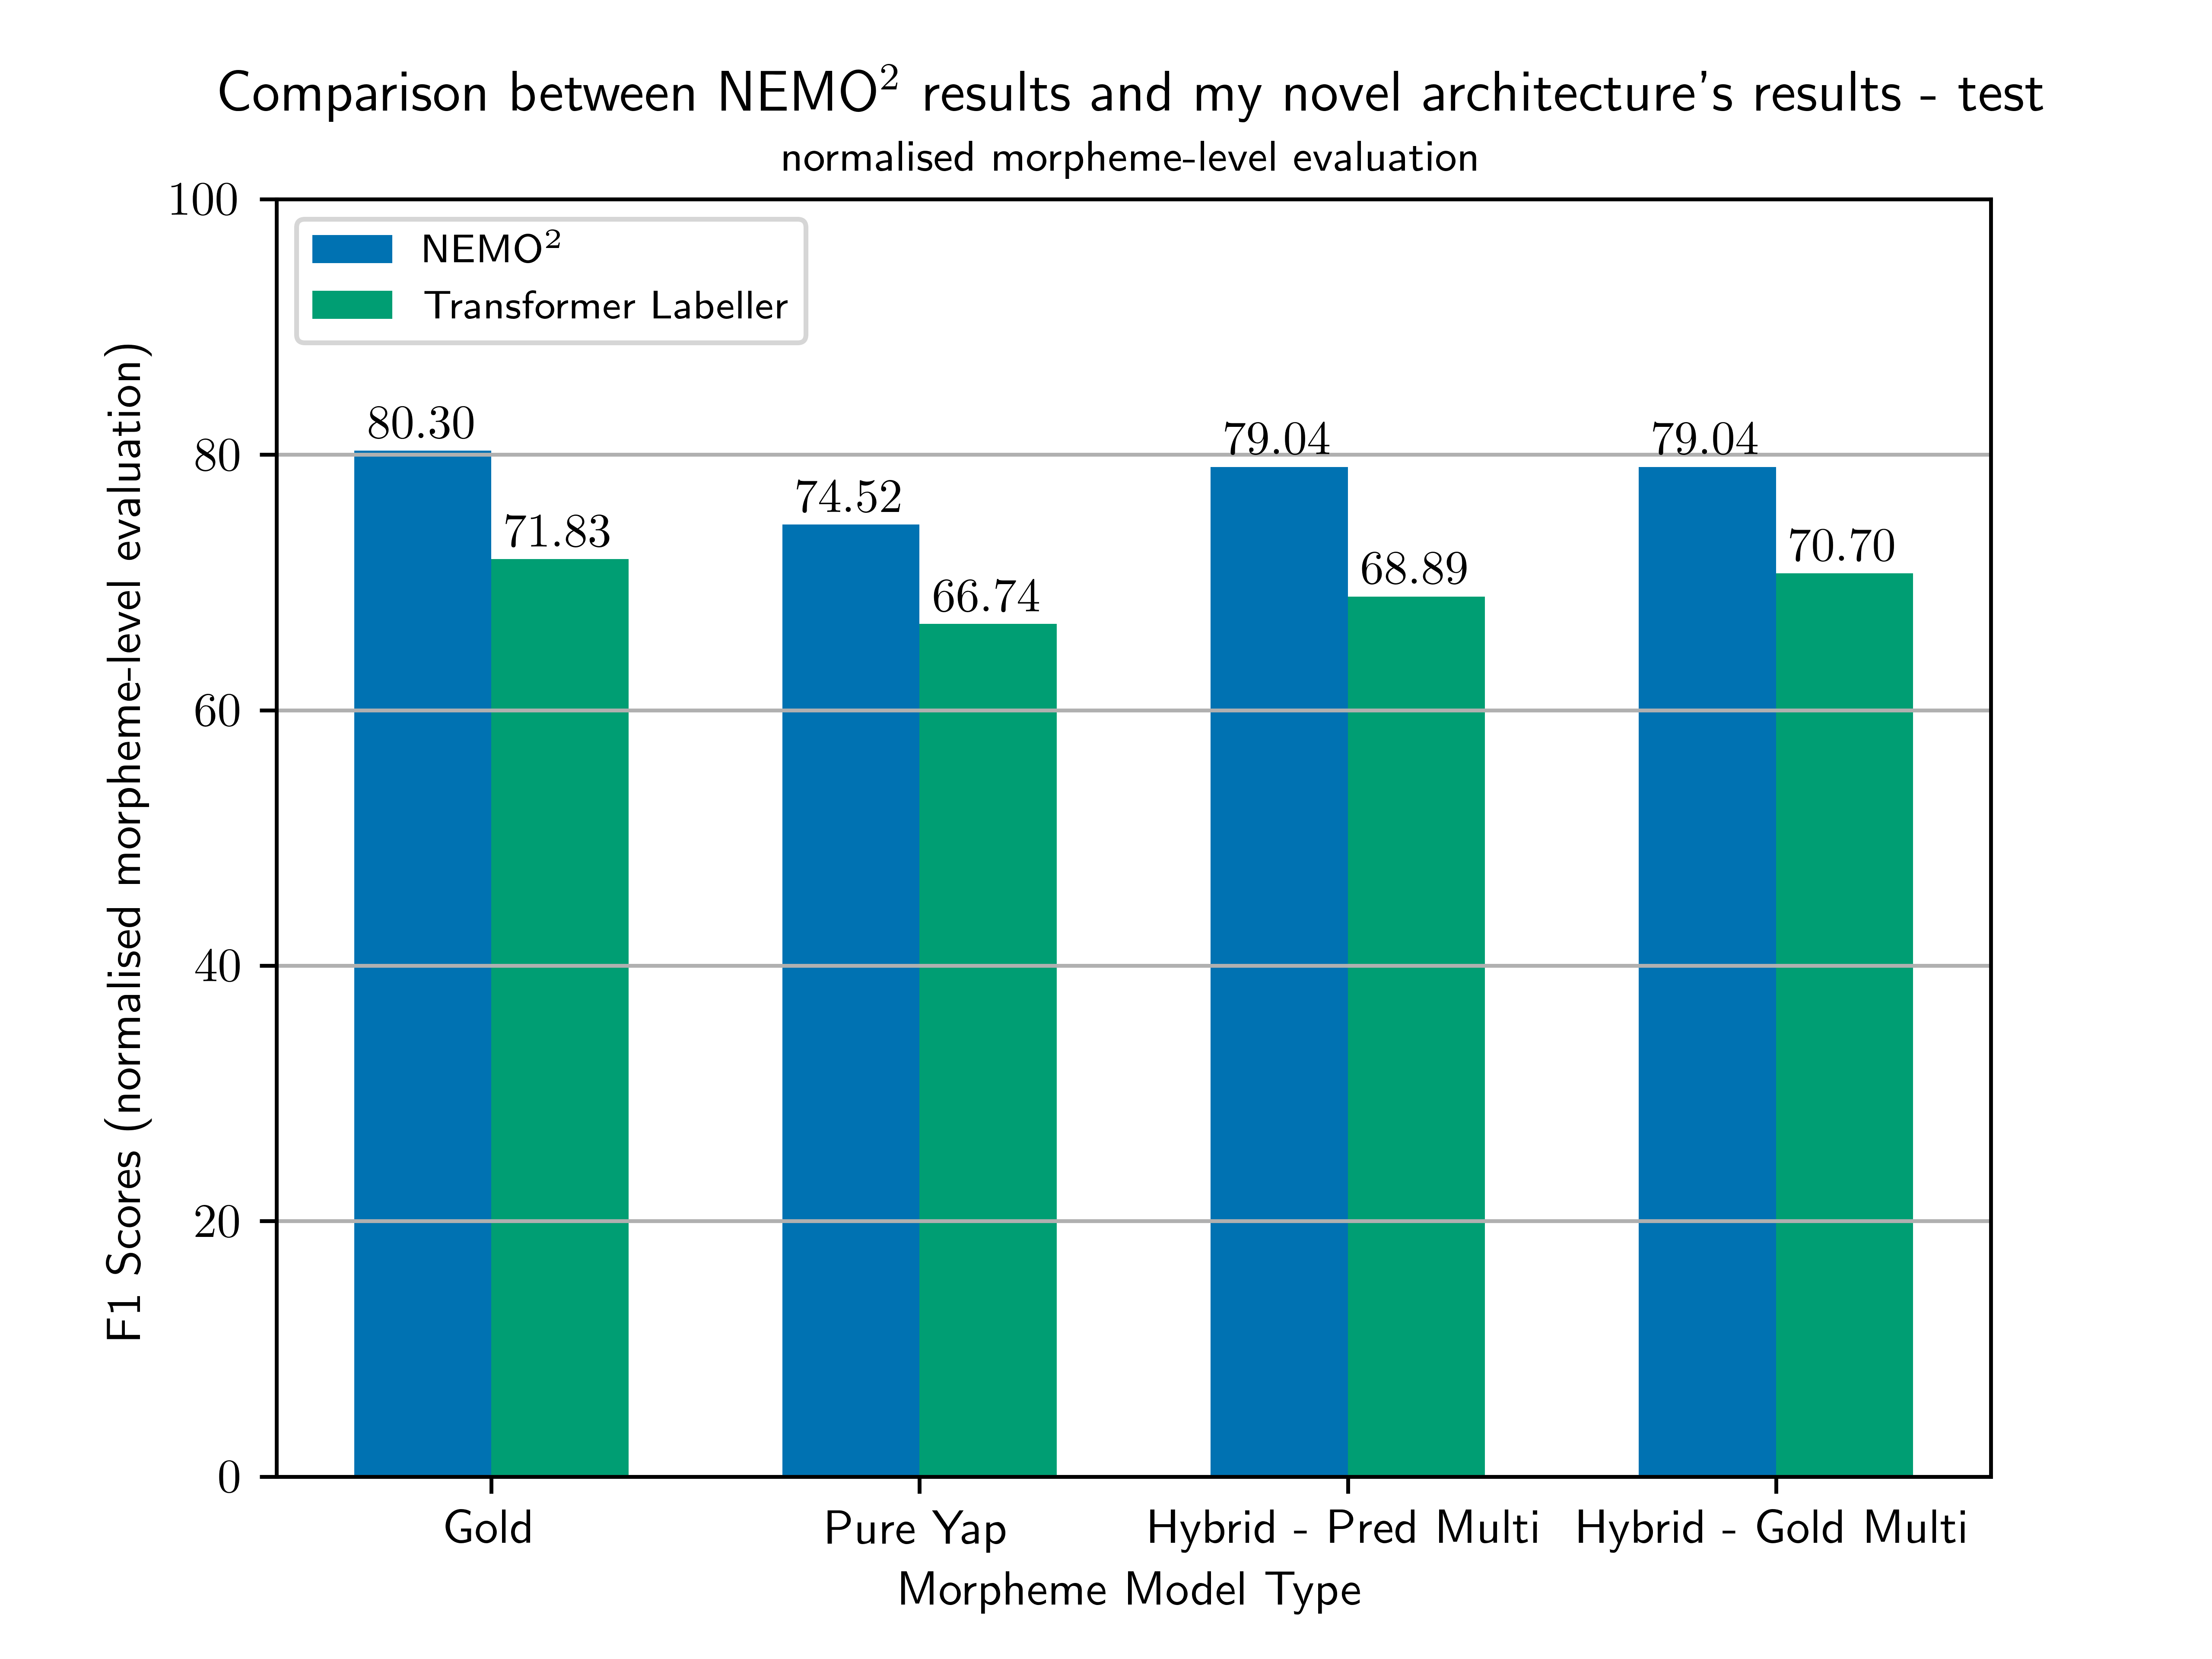 Comparison between NEMO² results and my novel architecture's results - test
normalised morpheme-level evaluation
NEMO²
Transformer Labeller
F1 Scores (normalised morpheme-level evaluation)
100
80
60
40
20
0
80.30
71.83
74.52
66.74
79.04
68.89
79.04
70.70
Gold
Pure Yap
Hybrid - Pred Multi
Hybrid - Gold Multi
Morpheme Model Type